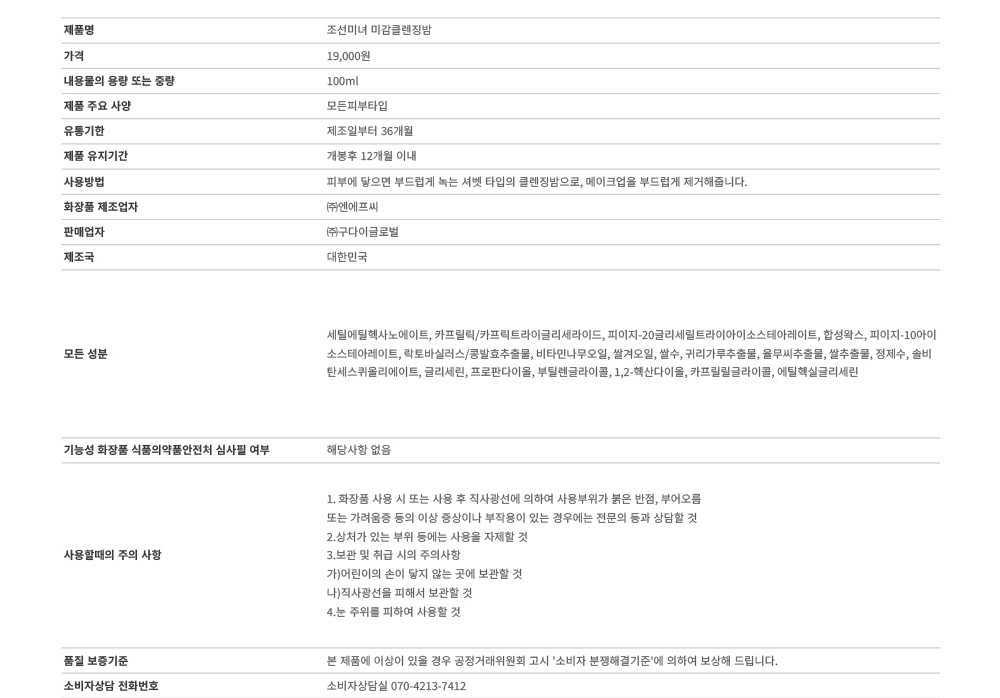 제품명 조선미녀 미감클렌징밤
가격 19,000원
내용물의 용량 또는 중량 100ml
제품 주요 사양 모든피부타입
유통기한 제조일부터 36개월
제품 유지기간 개봉후 12개월 이내
사용방법 피부에 닿으면 부드럽게 녹는 셔벳 타입의 클렌징밤으로, 메이크업을 부드럽게 제거해줍니다.
화장품 제조업자 ㈜엔에프씨
판매업자 ㈜구다이글로벌
제조국 대한민국
세틸에틸헥사노에이트, 카프릴릭/카프릭트라이글리세라이드, 피이지-20글리세릴트라이아이소스테아레이트, 합성왁스, 피이지-10아이
모든 성분 소스테아레이트, 락토바실러스/콩발효추출물, 비타민나무오일, 쌀겨오일, 쌀수, 귀리가루추출물, 율무씨추출물, 쌀추출물, 정제수, 솔비
탄세스퀴올리에이트, 글리세린, 프로판다이올, 부틸렌글라이콜, 1,2-헥산다이올, 카프릴릴글라이콜, 에틸헥실글리세린
기능성 화장품 식품의약품안전처 심사필 여부 해당사항 없음
1. 화장품 사용 시 또는 사용 후 직사광선에 의하여 사용부위가 붉은 반점, 부어오름
또는 가려움증 등의 이상 증상이나 부작용이 있는 경우에는 전문의 등과 상담할 것
2.상처가 있는 부위 등에는 사용을 자제할 것
사용할때의 주의 사항 3.보관 및 취급 시의 주의사항
가)어린이의 손이 닿지 않는 곳에 보관할 것
나)직사광선을 피해서 보관할 것
4.눈 주위를 피하여 사용할 것
품질 보증기준 본 제품에 이상이 있을 경우 공정거래위원회 고시 '소비자 분쟁해결기준'에 의하여 보상해 드립니다.
소비자상담 전화번호 소비자상담실 070-4213-7412